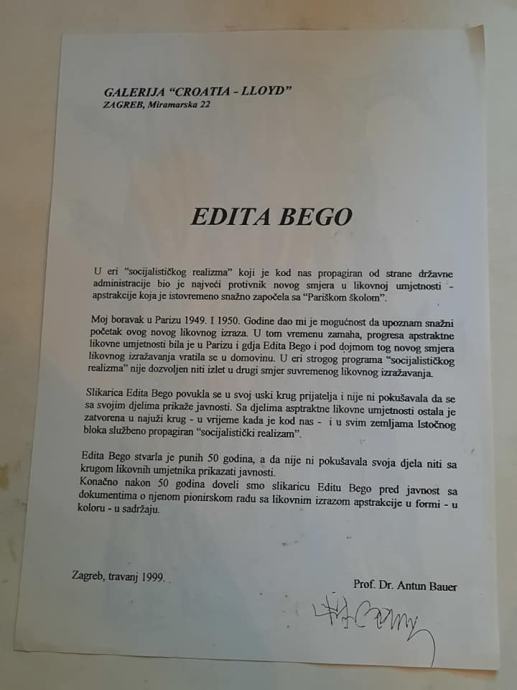 GALERIJA "CROATIA - LLOYD"
ZAGREB, Miramarska 22
EDITA BEGO
U eri "socijalističkog realizma" koji je kod nas propagiran od strane državne
administracije bio je najveći protivnik novog smjera u likovnoj umjetnosti -
apstrakcije koja je istovremeno snažno započela sa "Pariškom školom".
Moj boravak u Parizu 1949. I 1950. Godine dao mi je mogućnost da upoznam snažni
početak ovog novog likovnog izraza. U tom vremenu zamaha, progresa apstraktne
likovne umjetnosti bila je u Parizu i gdja Edita Bego i pod dojmom tog novog smjera
likovnog izražavanja vratila se u domovinu. U eri strogog programa "socijalističkog
realizma" nije dozvoljen niti izlet u drugi smjer suvremenog likovnog izražavanja.
Slikarica Edita Bego povukla se u svoj uski krug prijatelja i nije ni pokušavala da se
sa svojim djelima prikaže javnosti. Sa djelima asptraktne likovne umjetnosti ostala je
zatvorena u najuži krug - u vrijeme kada je kod nas - i u svim zemljama Istočnog
bloka službeno propagiran "socijalistički realizam".
Edita Bego stvarla je punih 50 godina, a da nije ni pokušavala svoja djela niti sa
krugom likovnih umjetnika prikazati javnosti.
Konačno nakon 50 godina doveli smo slikaricu Editu Bego pred javnost sa
dokumentima o njenom pionirskom radu sa likovnim izrazom apstrakcije u formi - u
koloru - u sadržaju.
Zagreb, travanj 1999.
Prof. Dr. Antun Bauer